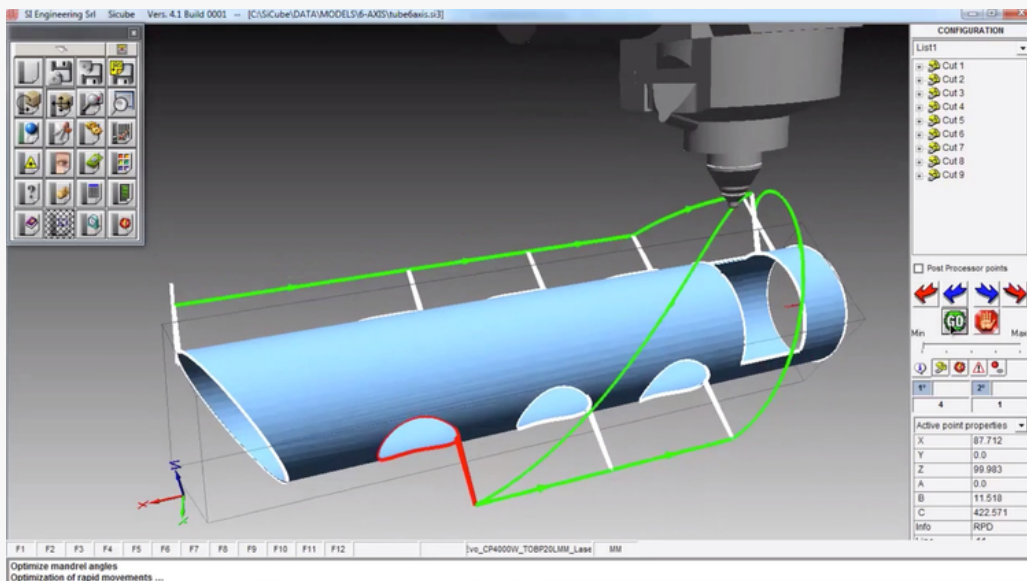 SI Engineering Srl Sicube Vers. 4.1 Build 0001 -- [C:\SiCube\DATA\MODELS\6-AXIS\tube6axis.si3]
CONFIGURATION
List1
Cut 1
Cut 2
Cut 3
Cut 4
Cut 5
Cut 6
Cut 7
Cut 8
Cut 9
Post Processor points
GO
Min Max
1° 2°
4 1
Active point properties
X 87.712
Y 0.0
Z 99.983
A 0.0
B 11.518
C 422.571
Info RPD
Z
X
Y
F1 F2 F3 F4 F5 F6 F7 F8 F9 F10 F11 F12 Evo_CP4000W_TOBP20LMM_Lase MM
Optimize mandrel angles
Optimization of rapid movements ...